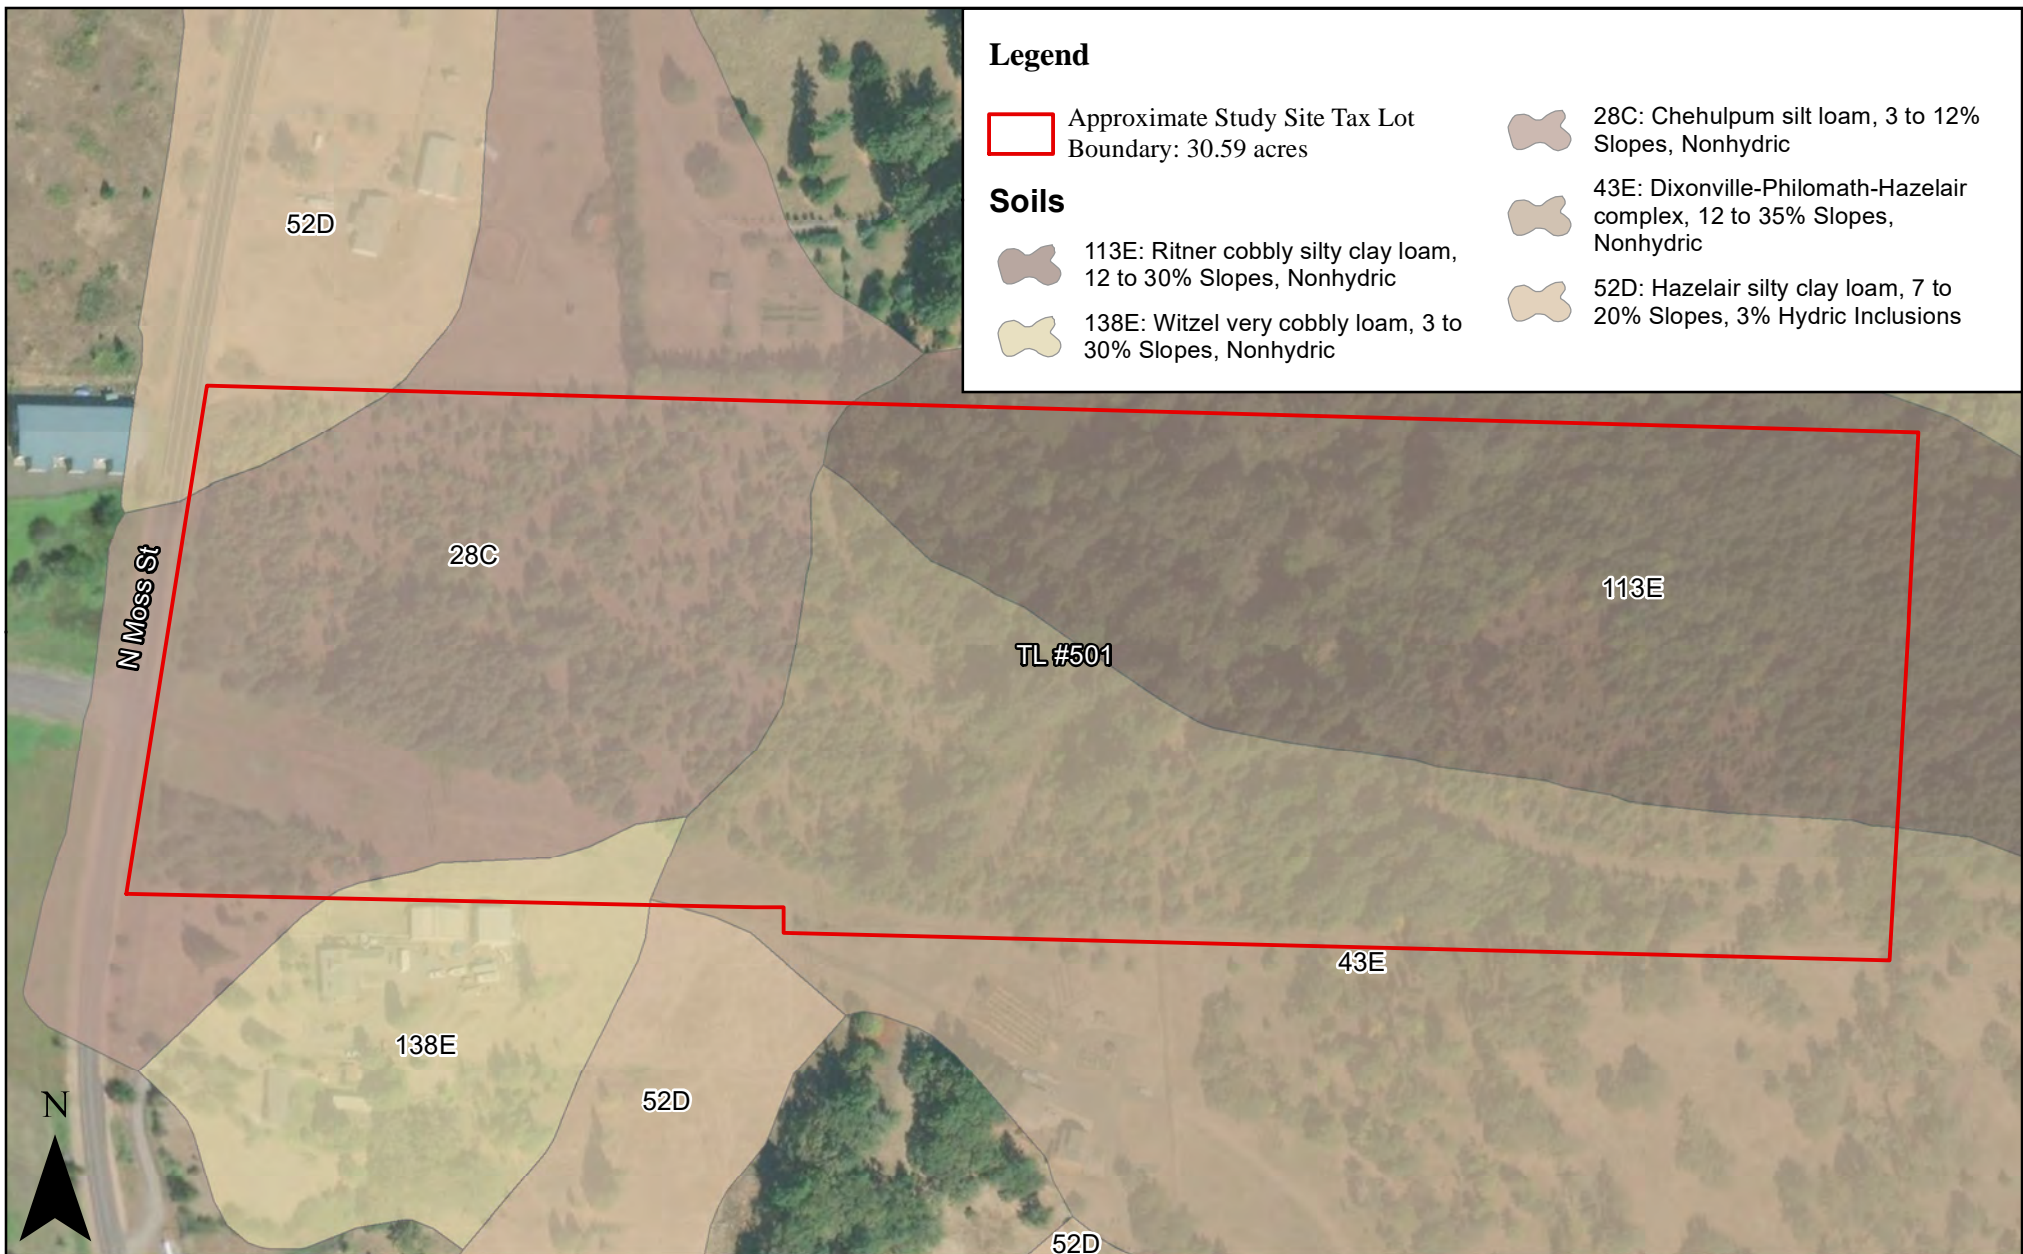 Legend
Approximate Study Site Tax Lot
Boundary: 30.59 acres
Soils
113E: Ritner cobbly silty clay loam,
12 to 30% Slopes, Nonhydric
138E: Witzel very cobbly loam, 3 to
30% Slopes, Nonhydric
28C: Chehulpum silt loam, 3 to 12%
Slopes, Nonhydric
43E: Dixonville-Philomath-Hazelair
complex, 12 to 35% Slopes,
Nonhydric
52D: Hazelair silty clay loam, 7 to
20% Slopes, 3% Hydric Inclusions
52D
28C
113E
N Moss St
TL #501
43E
138E
52D
N
52D